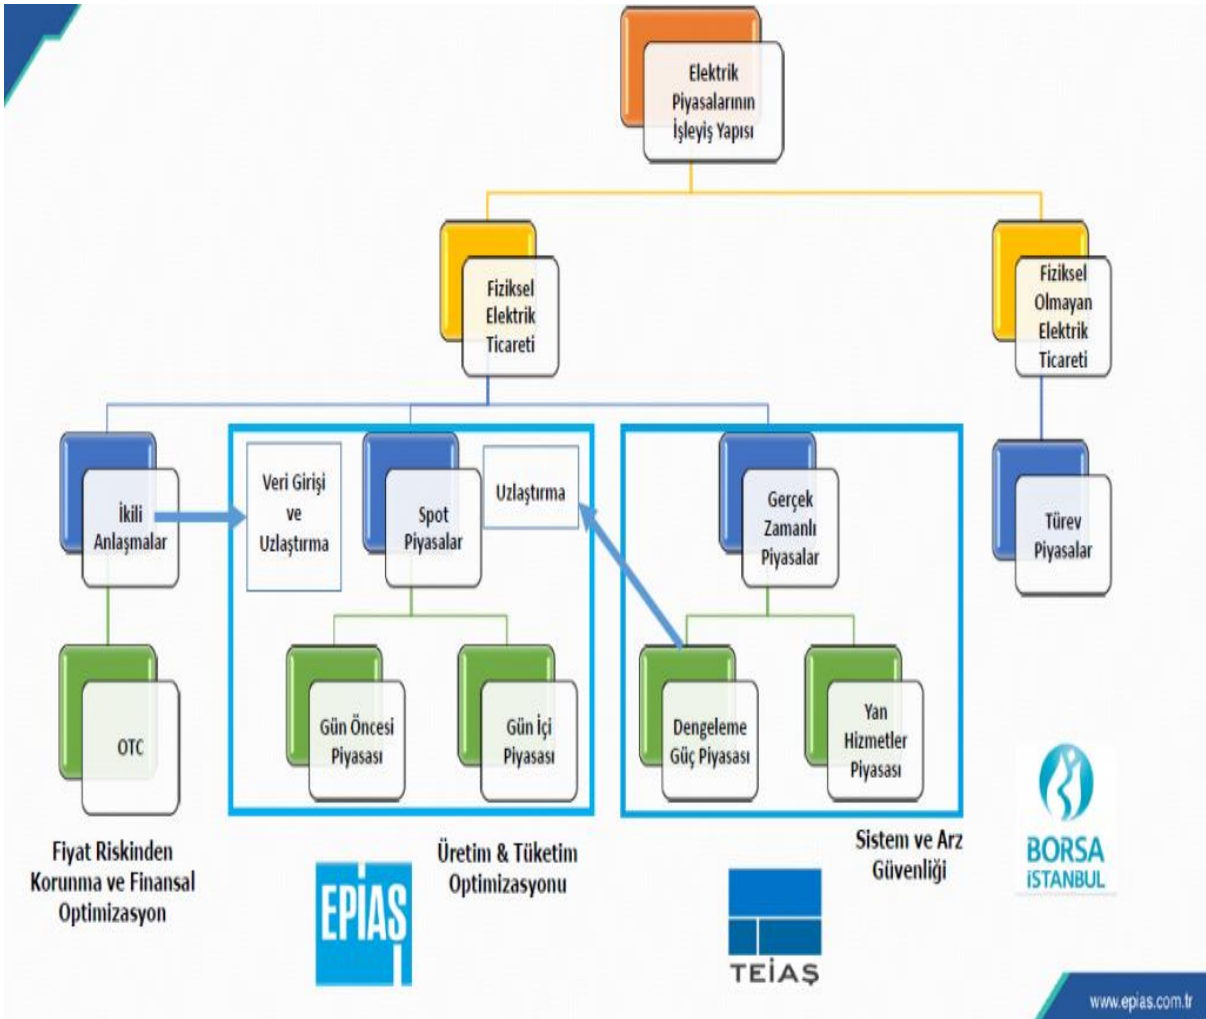 Elektrik
Piyasalarının
İşleyiş Yapısı
Fiziksel
Elektrik
Ticareti
Fiziksel
Olmayan
Elektrik
Ticareti
İkili
Anlaşmalar
Veri Girişi
ve
Uzlaştırma
Spot
Piyasalar
Uzlaştırma
Gerçek
Zamanlı
Piyasalar
Türev
Piyasalar
OTC
Gün Öncesi
Piyasası
Gün İçi
Piyasası
Dengeleme
Güç Piyasası
Yan
Hizmetler
Piyasası
Fiyat Riskinden
Korunma ve Finansal
Optimizasyon
EPİAŞ
Üretim & Tüketim
Optimizasyonu
TEİAŞ
Sistem ve Arz
Güvenliği
BORSA
İSTANBUL
www.epias.com.tr